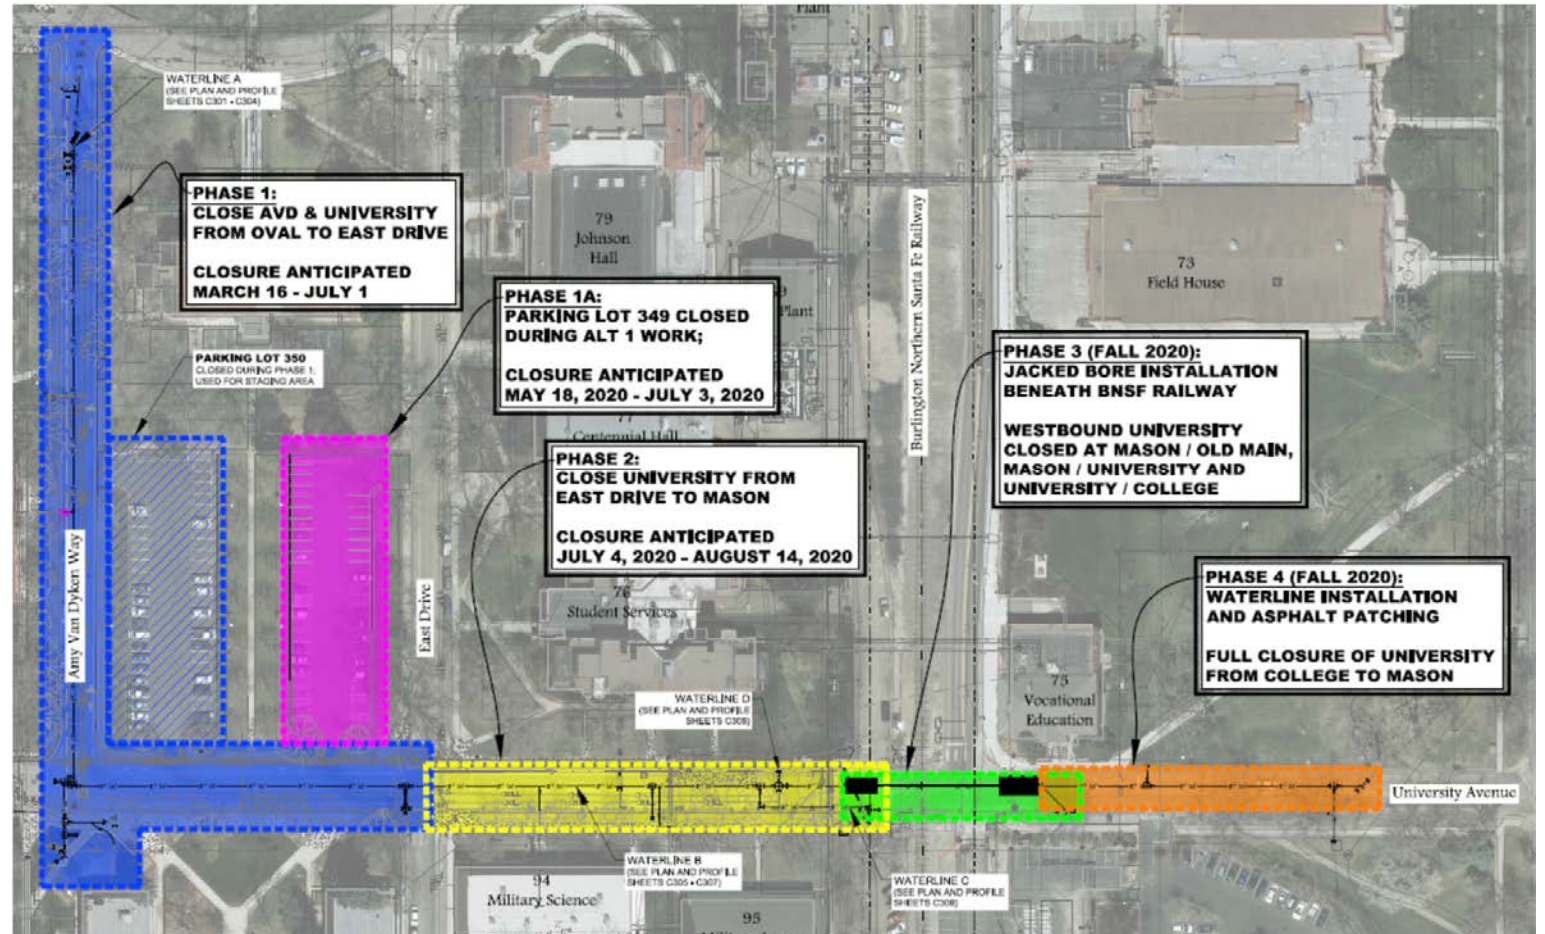 Plant
WATERLINE A
(SEE PLAN AND PROFILE
SHEETS C301 - C304)
PHASE 1:
CLOSE AVD & UNIVERSITY
FROM OVAL TO EAST DRIVE
CLOSURE ANTICIPATED
MARCH 16 - JULY 1
79
Johnson
Hall
Burlington Northern Santa Fe Railway
73
Field House
PHASE 1A:
PARKING LOT 349 CLOSED
DURING ALT 1 WORK;
CLOSURE ANTICIPATED
MAY 18, 2020 - JULY 3, 2020
Plant
PARKING LOT 350
CLOSED DURING PHASE 1;
USED FOR STAGING AREA
PHASE 3 (FALL 2020):
JACKED BORE INSTALLATION
BENEATH BNSF RAILWAY
WESTBOUND UNIVERSITY
CLOSED AT MASON / OLD MAIN,
MASON / UNIVERSITY AND
UNIVERSITY / COLLEGE
77
Centennial Hall
PHASE 2:
CLOSE UNIVERSITY FROM
EAST DRIVE TO MASON
CLOSURE ANTICIPATED
JULY 4, 2020 - AUGUST 14, 2020
Amy Van Dyken Way
East Drive
76
Student Services
PHASE 4 (FALL 2020):
WATERLINE INSTALLATION
AND ASPHALT PATCHING
FULL CLOSURE OF UNIVERSITY
FROM COLLEGE TO MASON
75
Vocational
Education
WATERLINE D
(SEE PLAN AND PROFILE
SHEETS C308)
University Avenue
WATERLINE B
(SEE PLAN AND PROFILE
SHEETS C305 - C307)
WATERLINE C
(SEE PLAN AND PROFILE
SHEETS C308)
94
Military Science
95